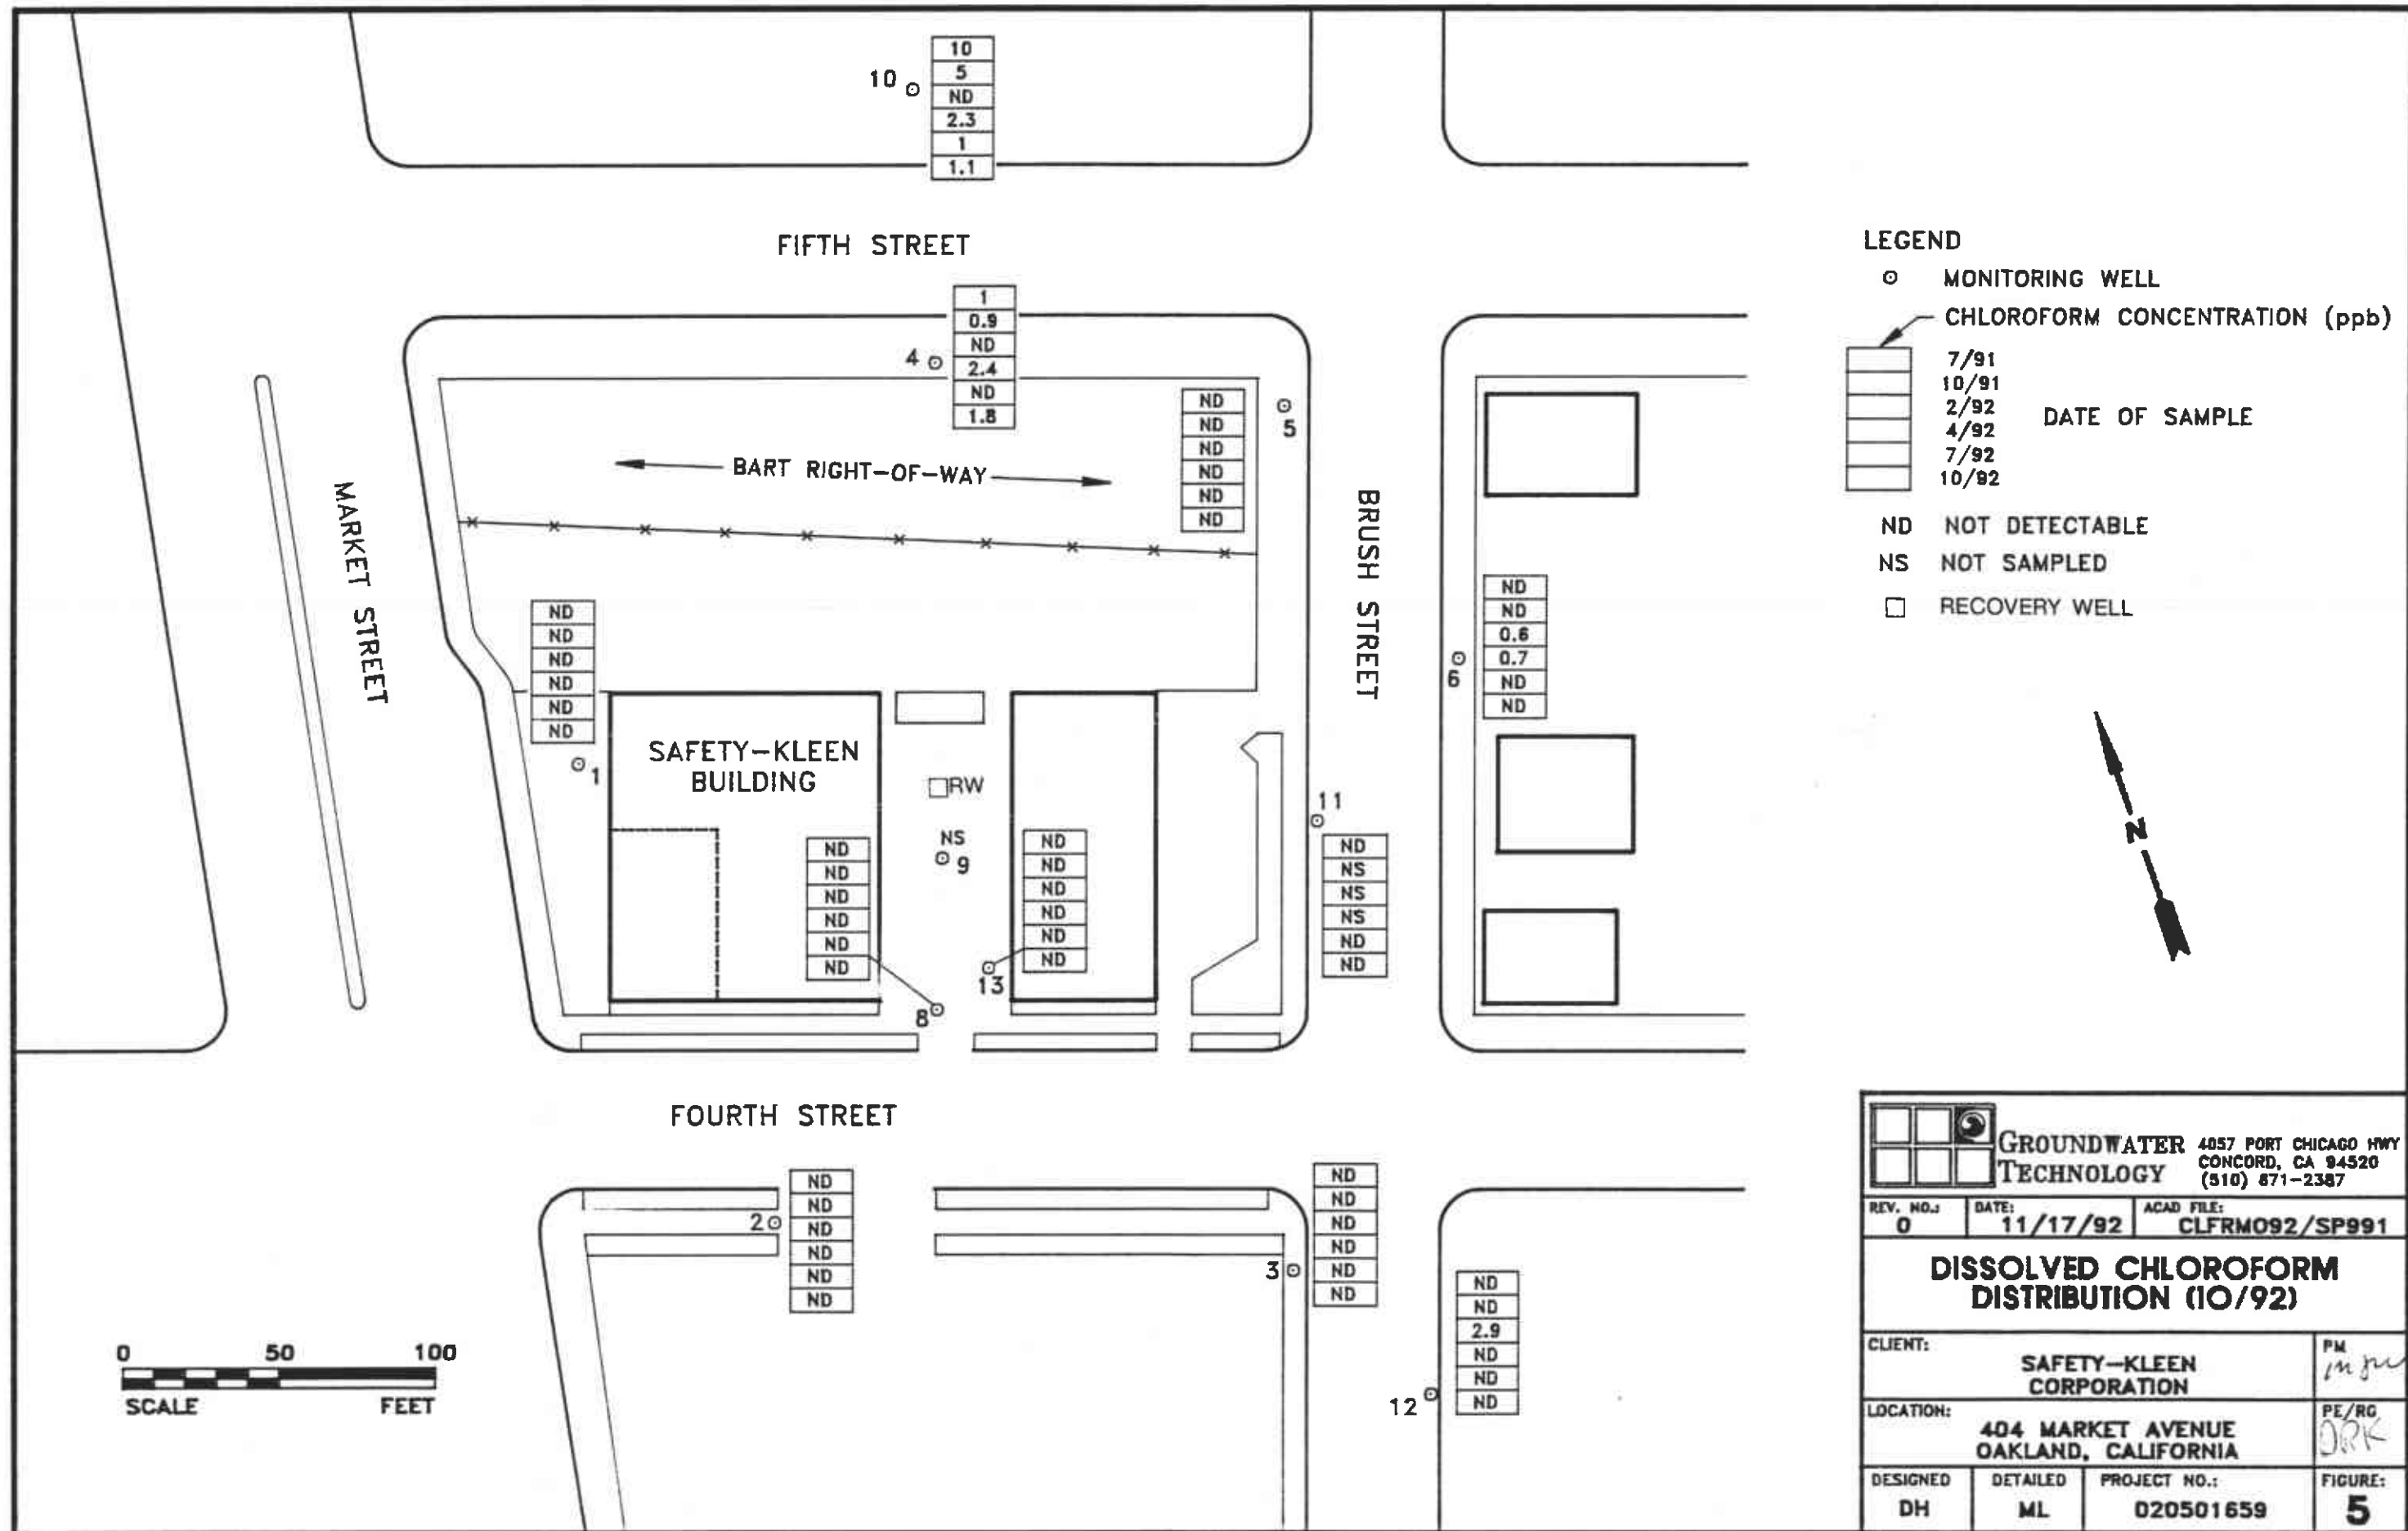 10
10
5
ND
2.3
1
1.1
FIFTH STREET
1
0.9
ND
2.4
ND
1.8
4
ND
ND
ND
ND
ND
ND
5
BART RIGHT-OF-WAY
MARKET STREET
BRUSH STREET
ND
ND
ND
ND
ND
ND
1
ND
ND
0.6
0.7
ND
ND
6
SAFETY-KLEEN
BUILDING
RW
NS
9
ND
ND
ND
ND
ND
ND
8
ND
ND
ND
ND
ND
ND
13
11
ND
NS
NS
NS
ND
ND
FOURTH STREET
2
ND
ND
ND
ND
ND
ND
3
ND
ND
ND
ND
ND
ND
12
ND
ND
2.9
ND
ND
ND
0 50 100
SCALE FEET
LEGEND
MONITORING WELL
CHLOROFORM CONCENTRATION (ppb)
7/91
10/91
2/92
4/92
7/92
10/92
DATE OF SAMPLE
ND NOT DETECTABLE
NS NOT SAMPLED
RECOVERY WELL
N
GROUNDWATER
TECHNOLOGY
4057 PORT CHICAGO HWY
CONCORD, CA 94520
(510) 671-2387
REV. NO.:
0
DATE:
11/17/92
ACAD FILE:
CLFRM092/SP991
DISSOLVED CHLOROFORM
DISTRIBUTION (10/92)
CLIENT:
SAFETY-KLEEN
CORPORATION
PM
LOCATION:
404 MARKET AVENUE
OAKLAND, CALIFORNIA
PE/RG
DRK
DESIGNED
DH
DETAILED
ML
PROJECT NO.:
020501659
FIGURE:
5